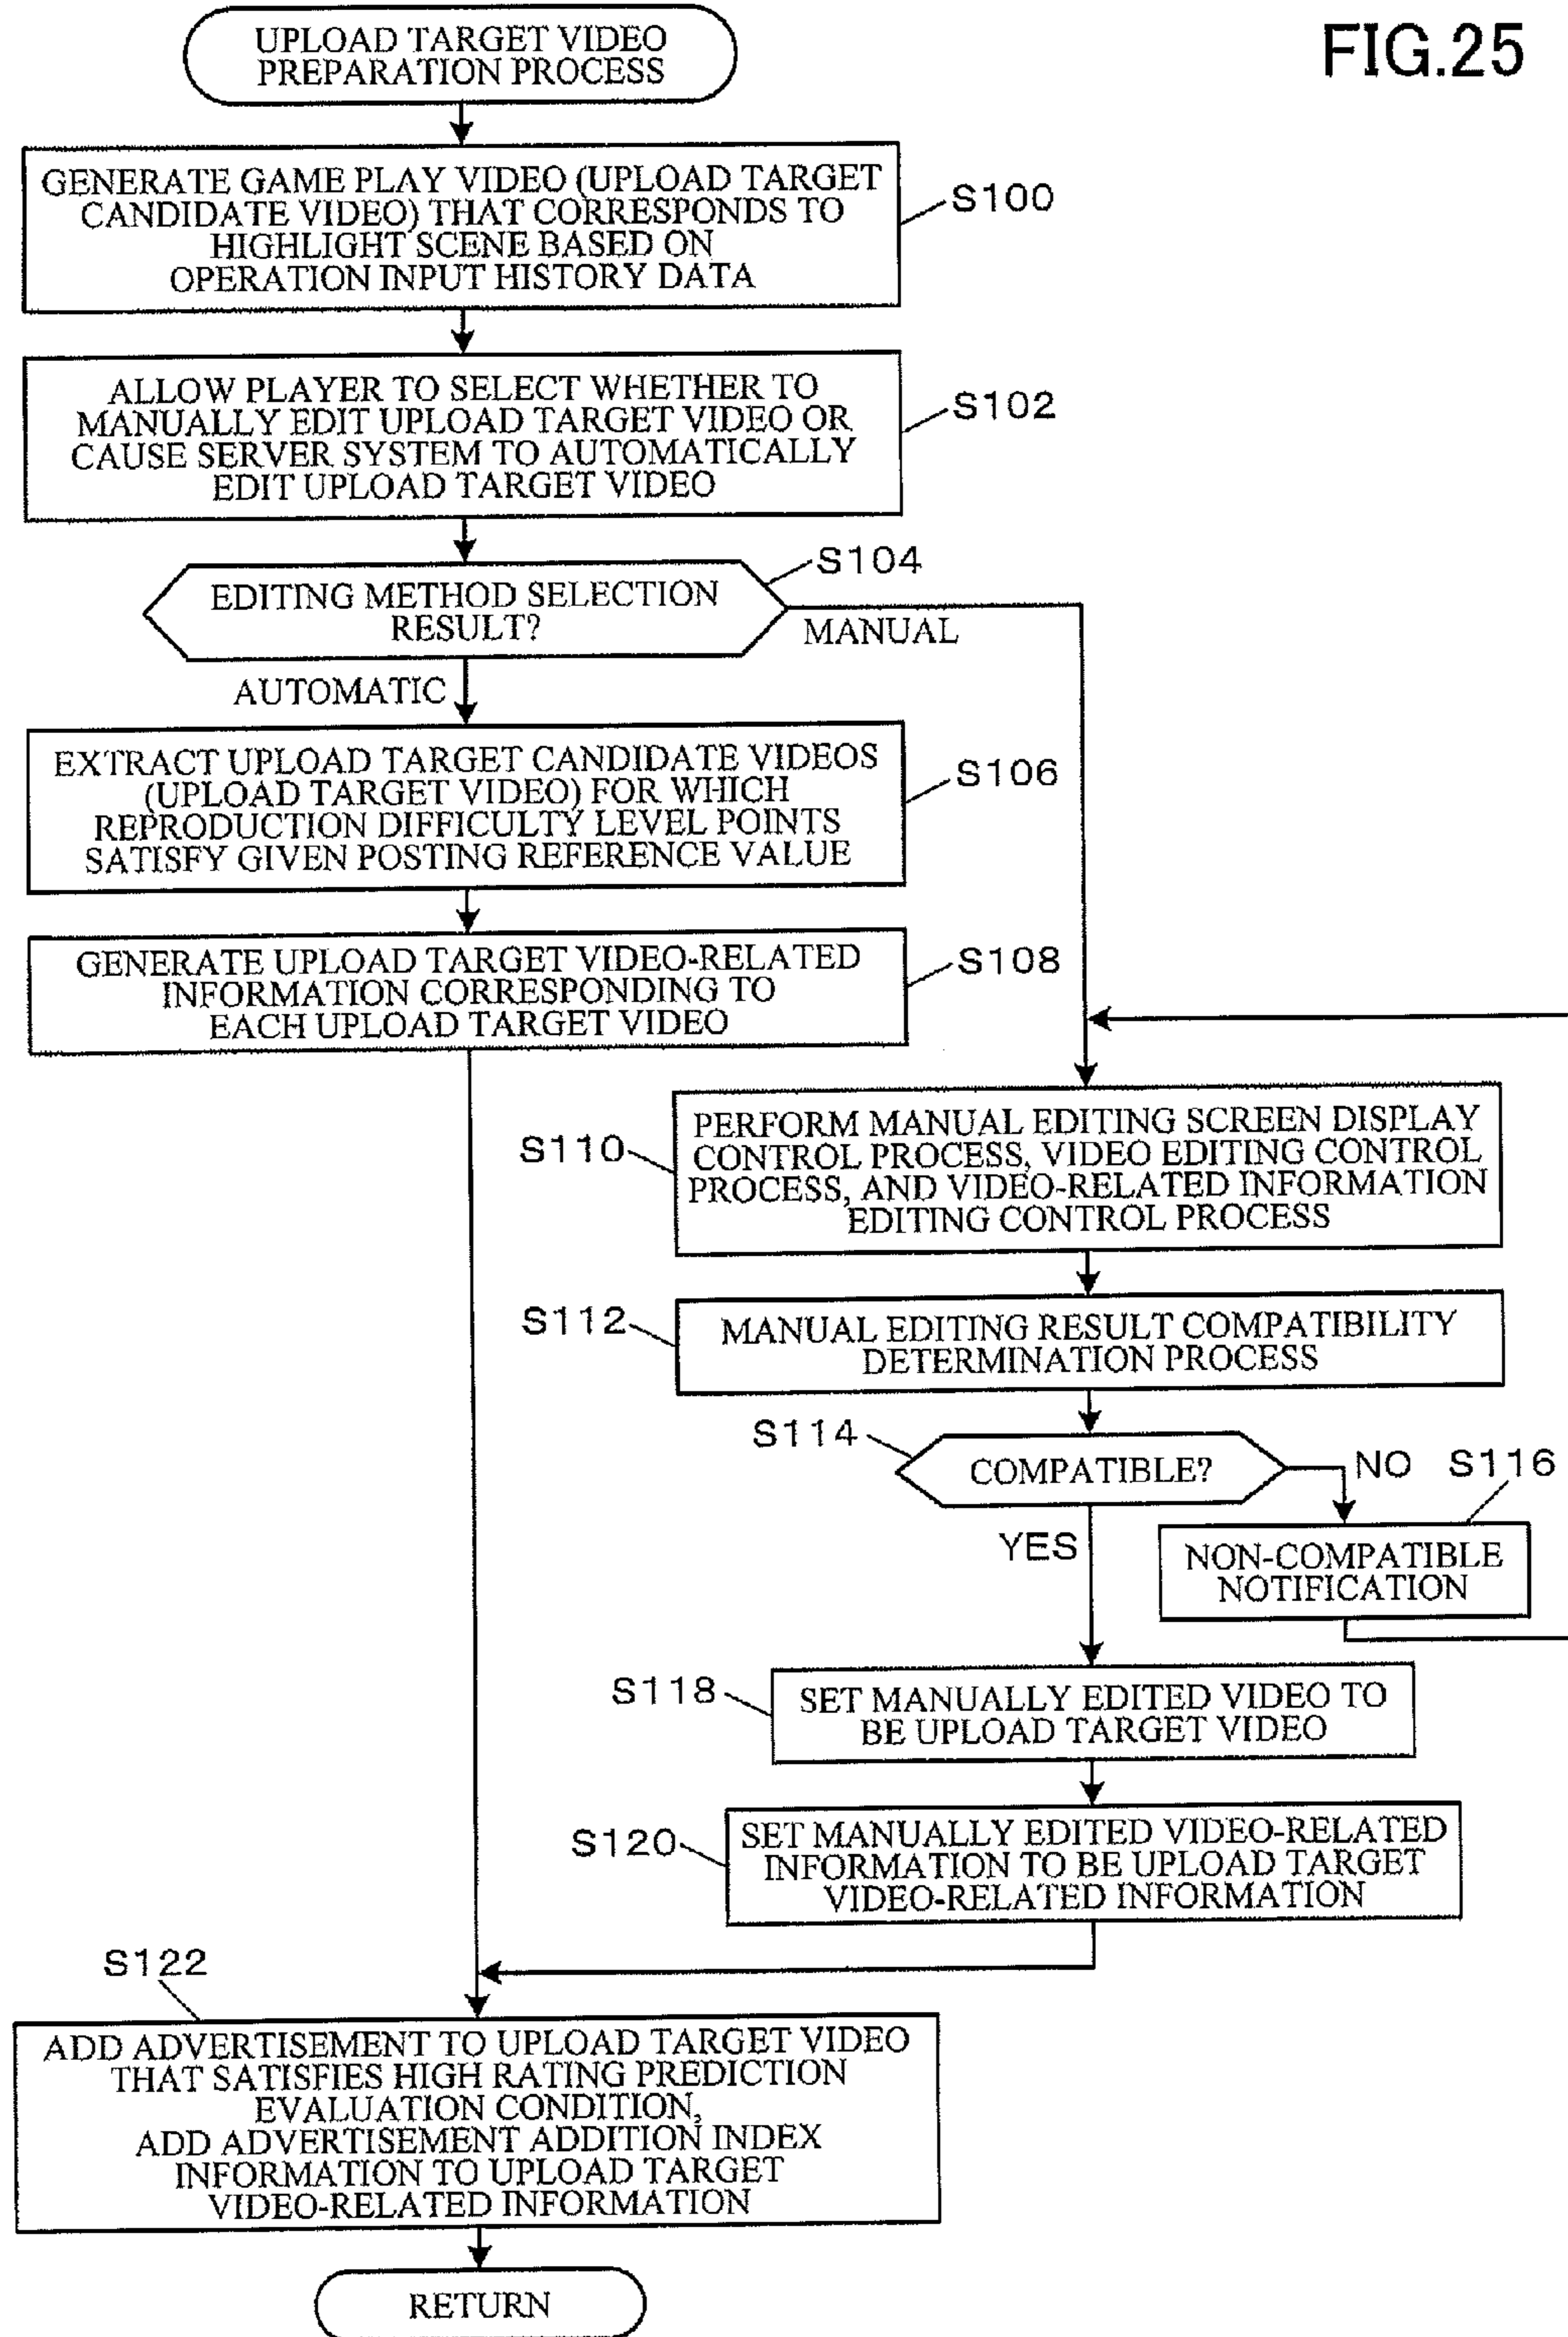 FIG.25
UPLOAD TARGET VIDEO
PREPARATION PROCESS
GENERATE GAME PLAY VIDEO (UPLOAD TARGET
CANDIDATE VIDEO) THAT CORRESPONDS TO
HIGHLIGHT SCENE BASED ON
OPERATION INPUT HISTORY DATA
S100
ALLOW PLAYER TO SELECT WHETHER TO
MANUALLY EDIT UPLOAD TARGET VIDEO OR
CAUSE SERVER SYSTEM TO AUTOMATICALLY
EDIT UPLOAD TARGET VIDEO
S102
S104
EDITING METHOD SELECTION
RESULT?
MANUAL
AUTOMATIC
EXTRACT UPLOAD TARGET CANDIDATE VIDEOS
(UPLOAD TARGET VIDEO) FOR WHICH
REPRODUCTION DIFFICULTY LEVEL POINTS
SATISFY GIVEN POSTING REFERENCE VALUE
S106
GENERATE UPLOAD TARGET VIDEO-RELATED
INFORMATION CORRESPONDING TO
EACH UPLOAD TARGET VIDEO
S108
S110
PERFORM MANUAL EDITING SCREEN DISPLAY
CONTROL PROCESS, VIDEO EDITING CONTROL
PROCESS, AND VIDEO-RELATED INFORMATION
EDITING CONTROL PROCESS
S112
MANUAL EDITING RESULT COMPATIBILITY
DETERMINATION PROCESS
S114
COMPATIBLE?
NO
S116
YES
NON-COMPATIBLE
NOTIFICATION
S118
SET MANUALLY EDITED VIDEO TO
BE UPLOAD TARGET VIDEO
S120
SET MANUALLY EDITED VIDEO-RELATED
INFORMATION TO BE UPLOAD TARGET
VIDEO-RELATED INFORMATION
S122
ADD ADVERTISEMENT TO UPLOAD TARGET VIDEO
THAT SATISFIES HIGH RATING PREDICTION
EVALUATION CONDITION,
ADD ADVERTISEMENT ADDITION INDEX
INFORMATION TO UPLOAD TARGET
VIDEO-RELATED INFORMATION
RETURN